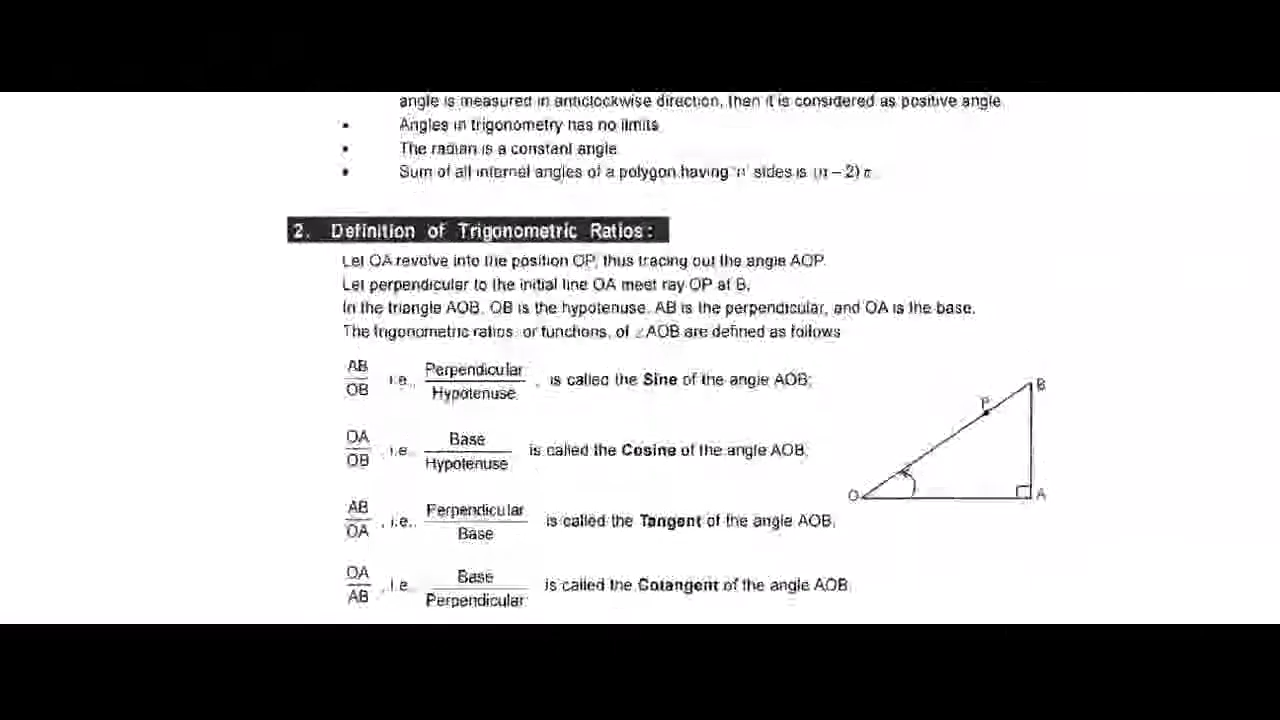 angle is measured in anticlockwise direction, then it is considered as positive angle.
• Angles in trigonometry has no limits
• The radian is a constant angle
• Sum of all internal angles of a polygon having 'n' sides is (n – 2) π
2. Definition of Trigonometric Ratios :
Let OA revolve into the position OP, thus tracing out the angle AOP.
Let perpendicular to the initial line OA meet ray OP at B.
In the triangle AOB, OB is the hypotenuse, AB is the perpendicular, and OA is the base.
The trigonometric ratios, or functions, of ∠AOB are defined as follows
AB/OB i.e., Perpendicular/Hypotenuse , is called the Sine of the angle AOB;
OA/OB , i.e. Base/Hypotenuse is called the Cosine of the angle AOB,
AB/OA , i.e., Perpendicular/Base is called the Tangent of the angle AOB,
OA/AB , i.e. Base/Perpendicular is called the Cotangent of the angle AOB
P
B
O
A